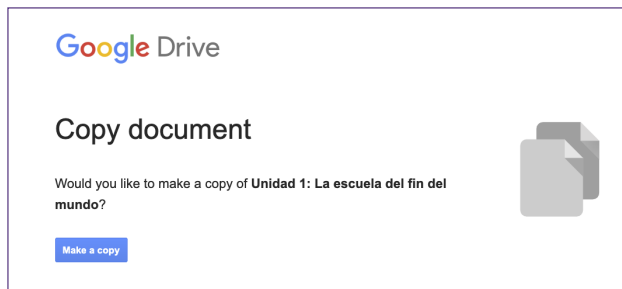 Google Drive
Copy document
Would you like to make a copy of Unidad 1: La escuela del fin del
mundo?
Make a copy